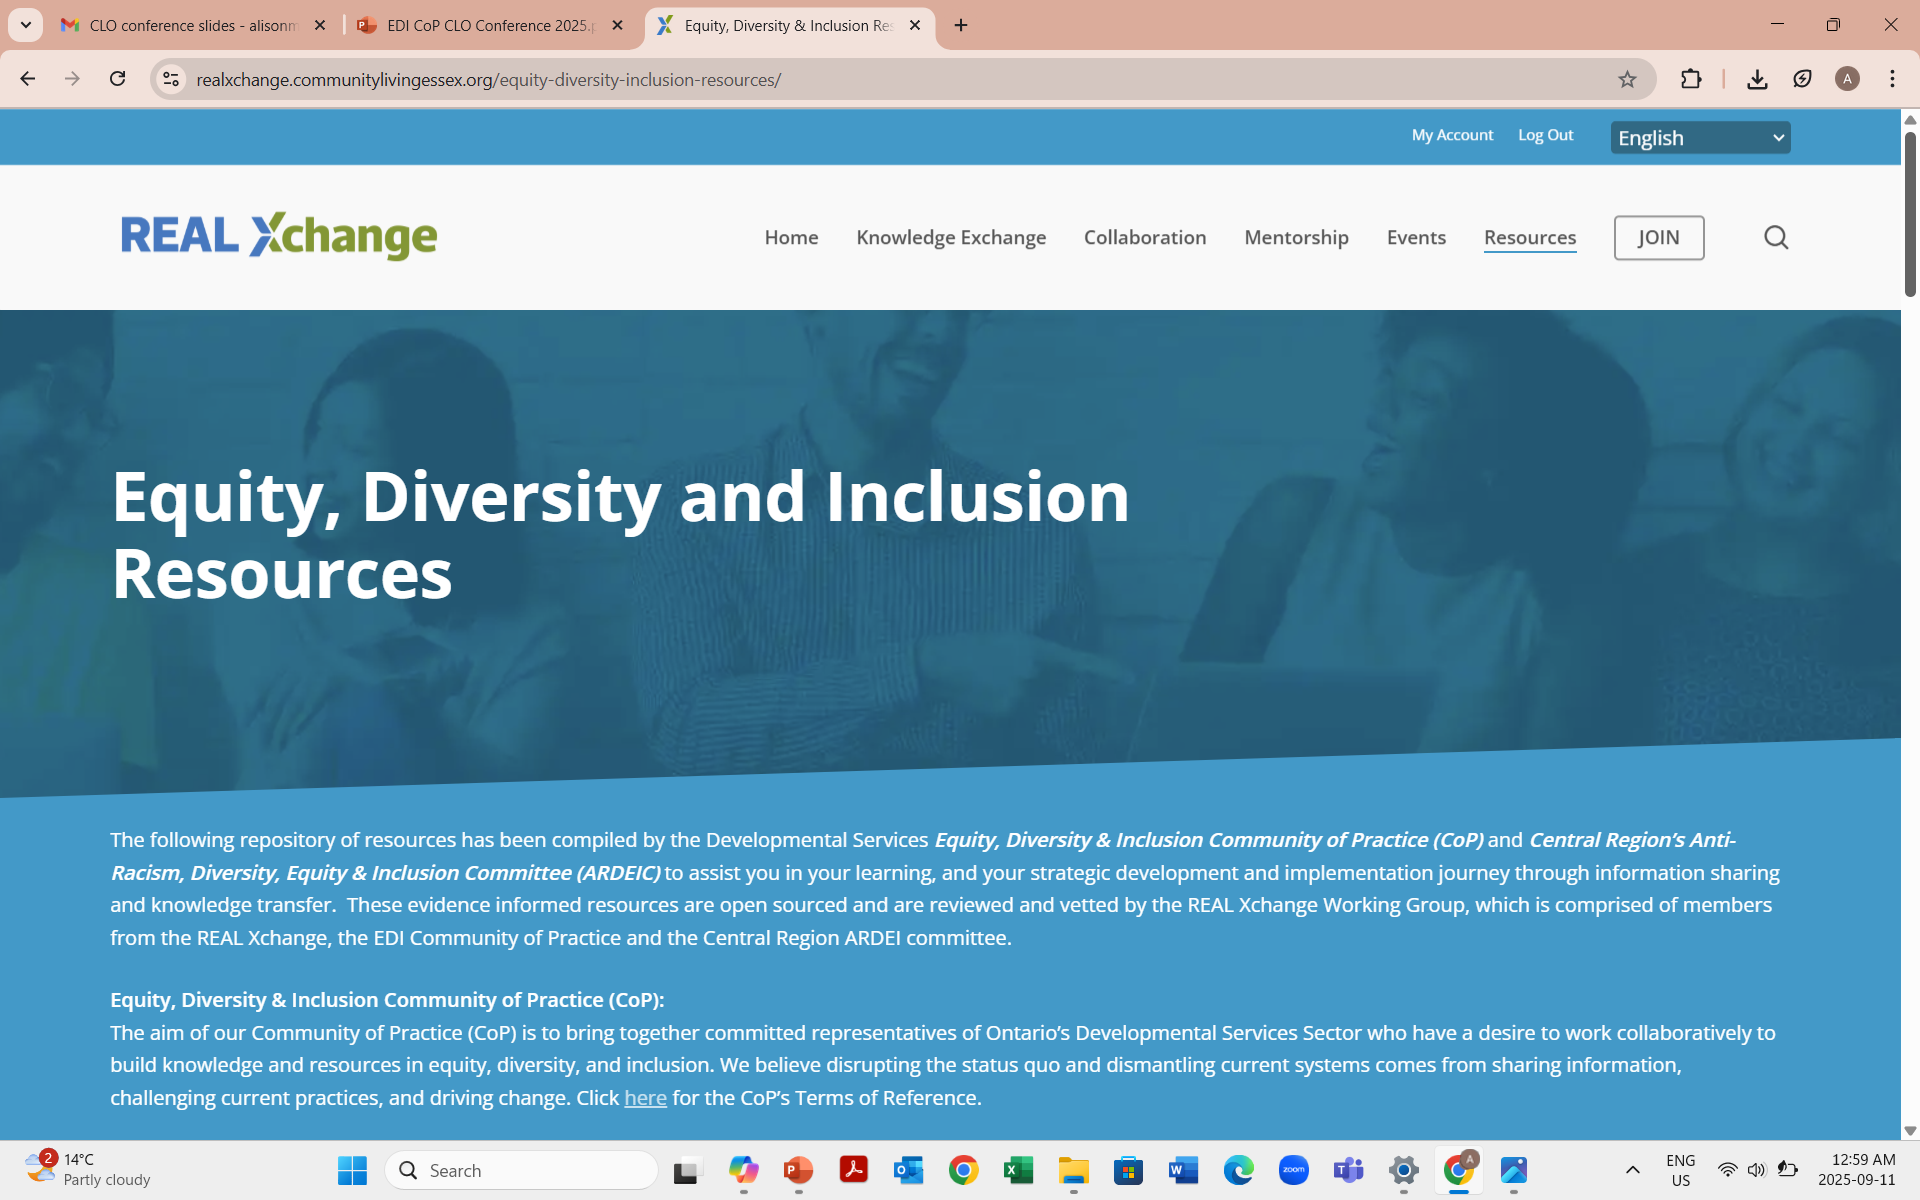 CLO conference slides - alisonm
EDI CoP CLO Conference 2025.p
Equity, Diversity & Inclusion Res
realxchange.communitylivingessex.org/equity-diversity-inclusion-resources/
A
My Account
Log Out
English
REAL Xchange
Home
Knowledge Exchange
Collaboration
Mentorship
Events
Resources
JOIN
Equity, Diversity and Inclusion
Resources
The following repository of resources has been compiled by the Developmental Services Equity, Diversity & Inclusion Community of Practice (CoP) and Central Region's Anti-
Racism, Diversity, Equity & Inclusion Committee (ARDEIC) to assist you in your learning, and your strategic development and implementation journey through information sharing
and knowledge transfer.  These evidence informed resources are open sourced and are reviewed and vetted by the REAL Xchange Working Group, which is comprised of members
from the REAL Xchange, the EDI Community of Practice and the Central Region ARDEI committee.
Equity, Diversity & Inclusion Community of Practice (CoP):
The aim of our Community of Practice (CoP) is to bring together committed representatives of Ontario's Developmental Services Sector who have a desire to work collaboratively to
build knowledge and resources in equity, diversity, and inclusion. We believe disrupting the status quo and dismantling current systems comes from sharing information,
challenging current practices, and driving change. Click here for the CoP's Terms of Reference.
2
14°C
Partly cloudy
Search
P
O
X
W
zoom
T
A
ENG
US
12:59 AM
2025-09-11